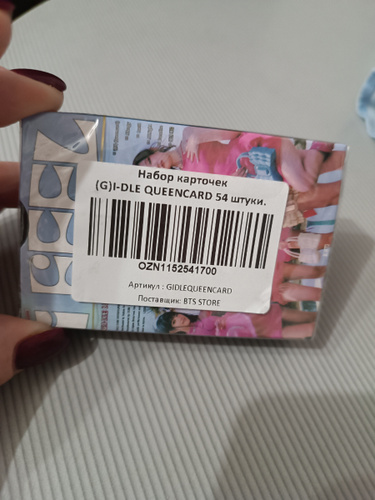 Набор карточек
(G)I-DLE QUEENCARD 54 штуки.
OZN1152541700
Артикул : GIDLEQUEENCARD
Поставщик: BTS STORE